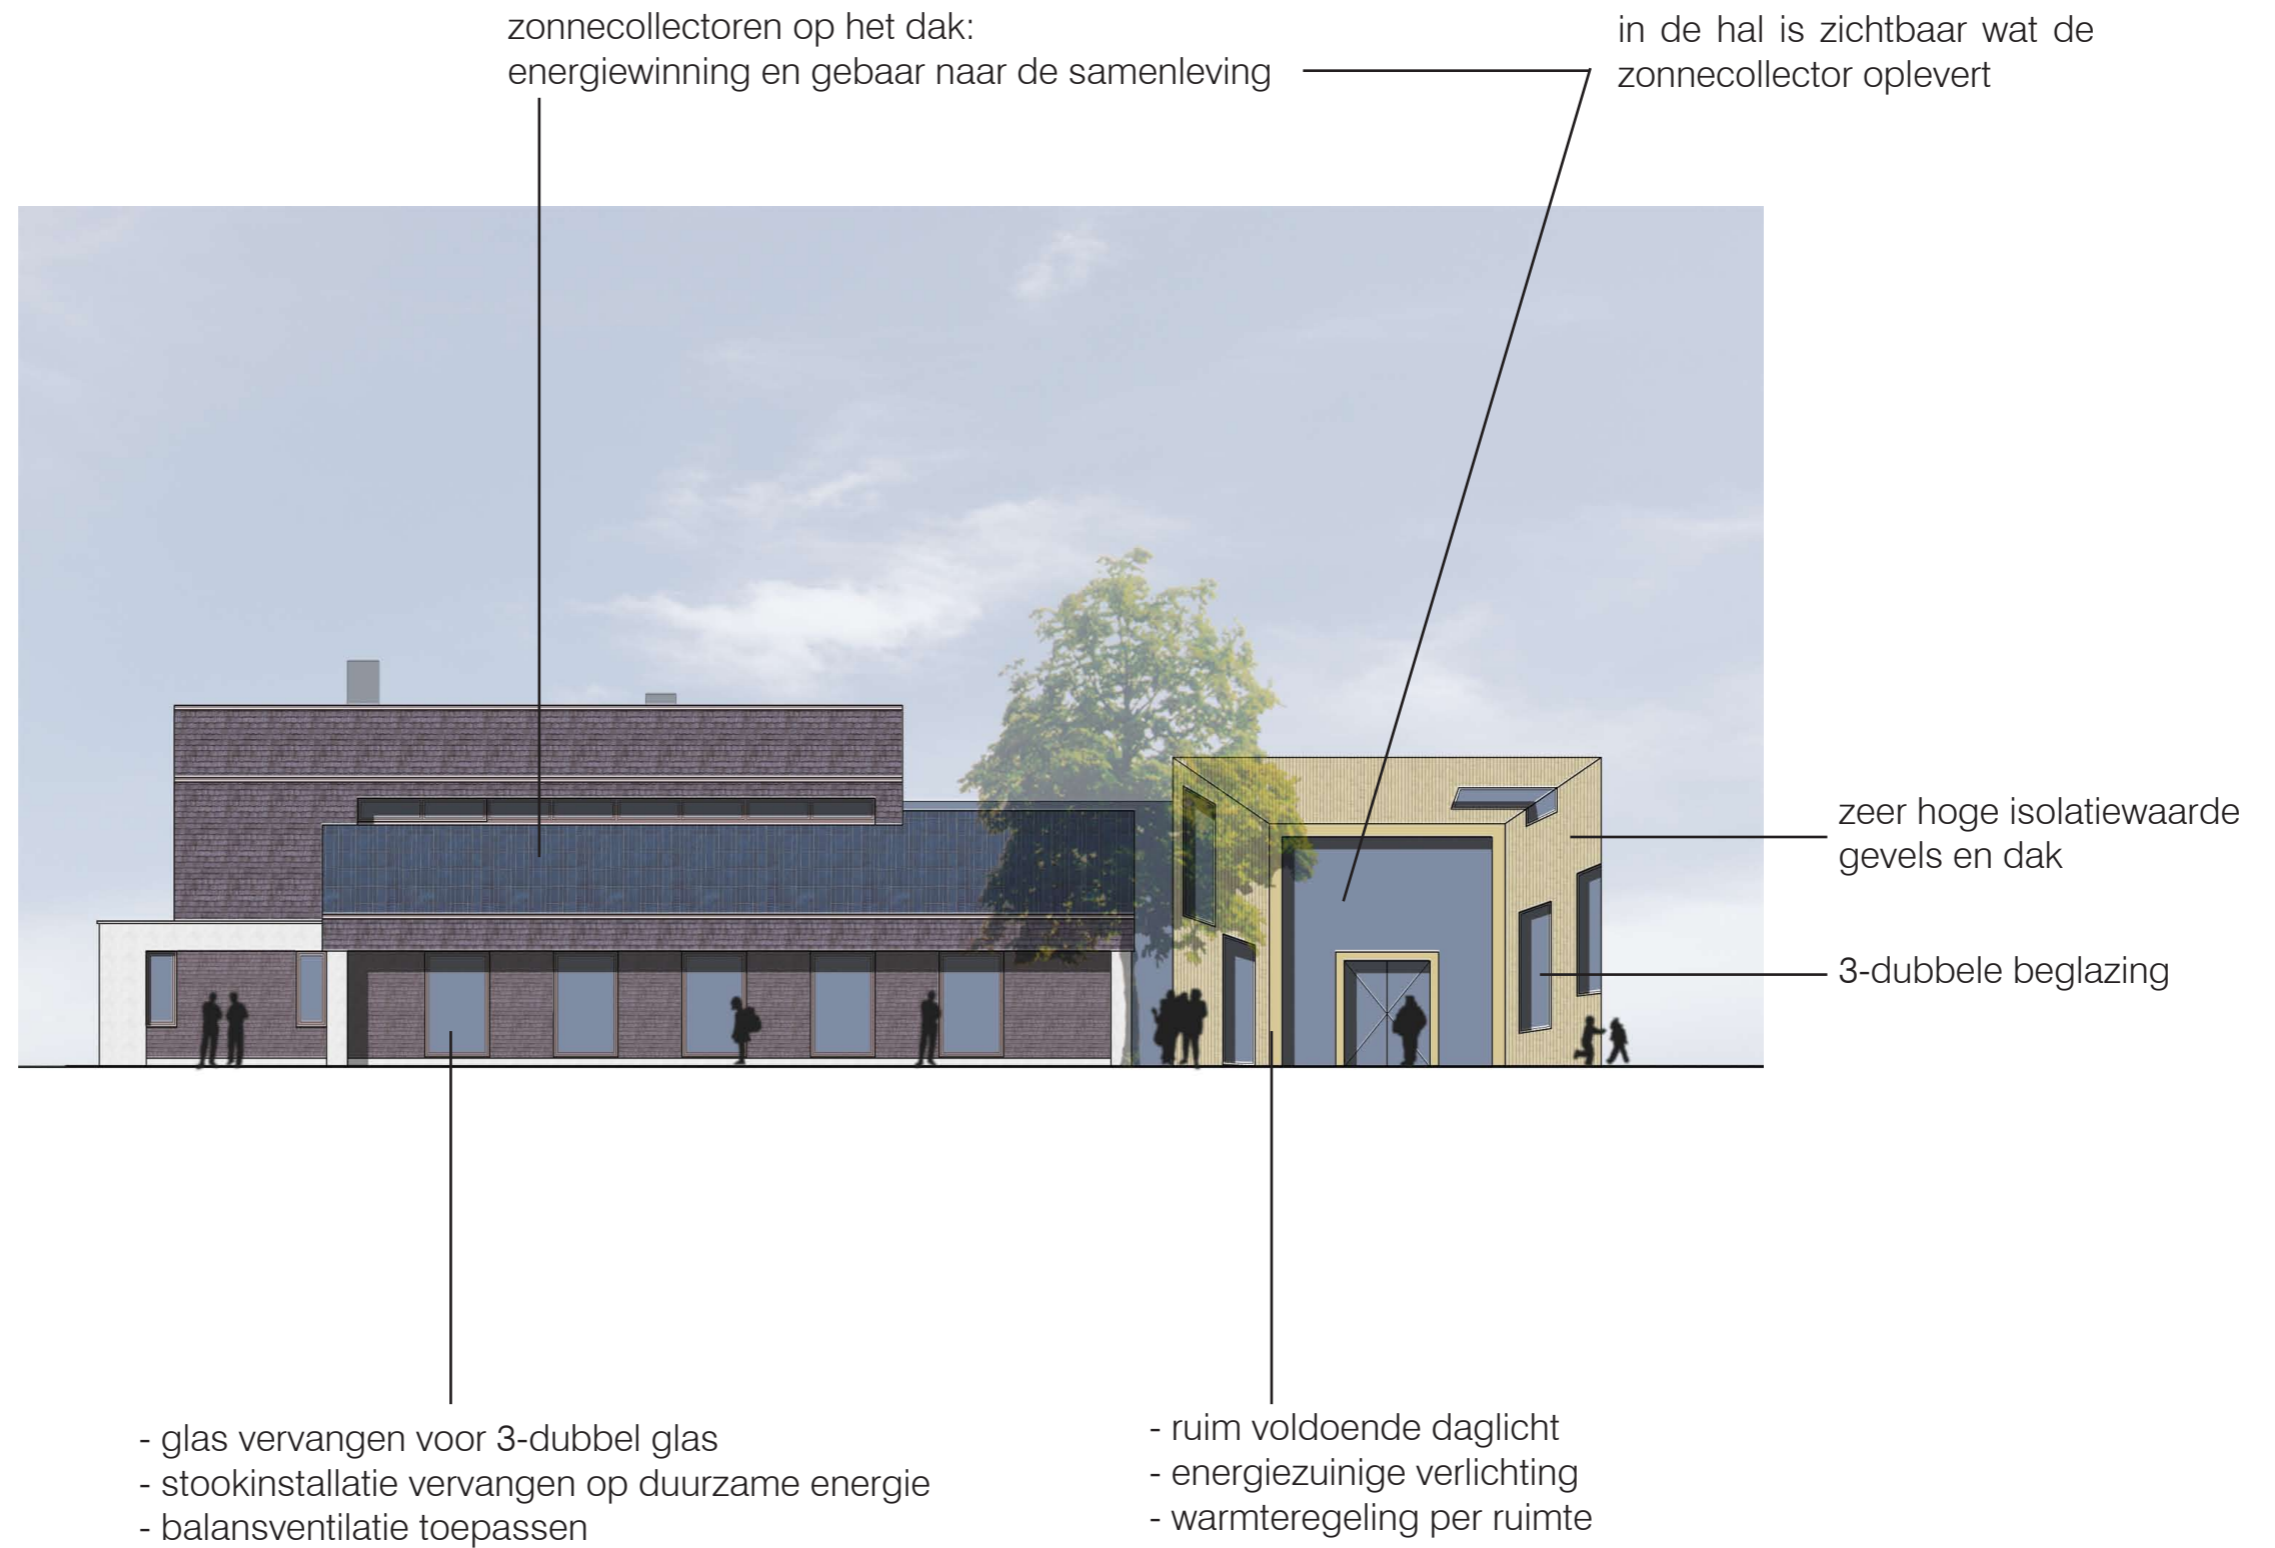 zonnecollectoren op het dak:
energiewinning en gebaar naar de samenleving
in de hal is zichtbaar wat de
zonnecollector oplevert
zeer hoge isolatiewaarde
gevels en dak
3-dubbele beglazing
- glas vervangen voor 3-dubbel glas
- stookinstallatie vervangen op duurzame energie
- balansventilatie toepassen
- ruim voldoende daglicht
- energiezuinige verlichting
- warmteregeling per ruimte